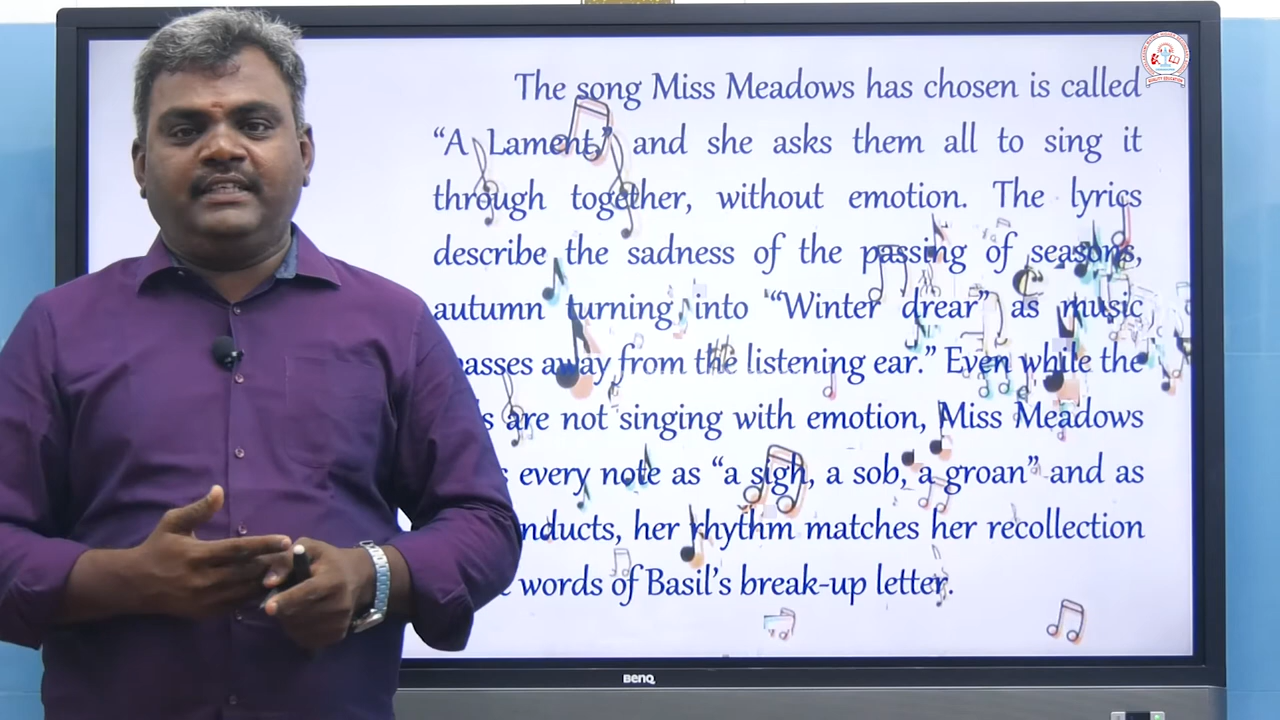 The song Miss Meadows has chosen is called
“A Lament,” and she asks them all to sing it
through together, without emotion. The lyrics
describe the sadness of the passing of seasons,
autumn turning into “Winter drear” as music
passes away from the listening ear.” Even while the
are not singing with emotion, Miss Meadows
every note as “a sigh, a sob, a groan” and as
her rhythm matches her recollection
words of Basil’s break-up letter.
BenQ